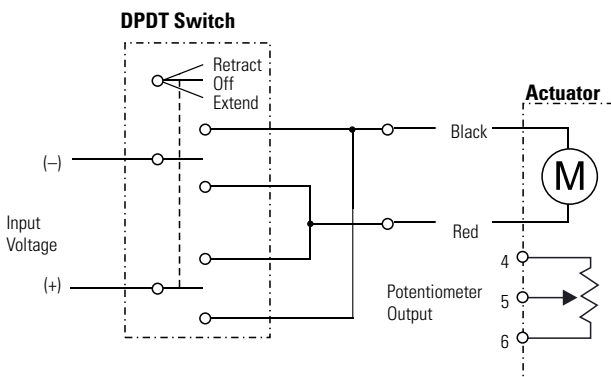 DPDT Switch
Retract
Off
Extend
Actuator
Black
(–)
M
Input
Voltage
Red
4
(+)
Potentiometer
Output
5
6